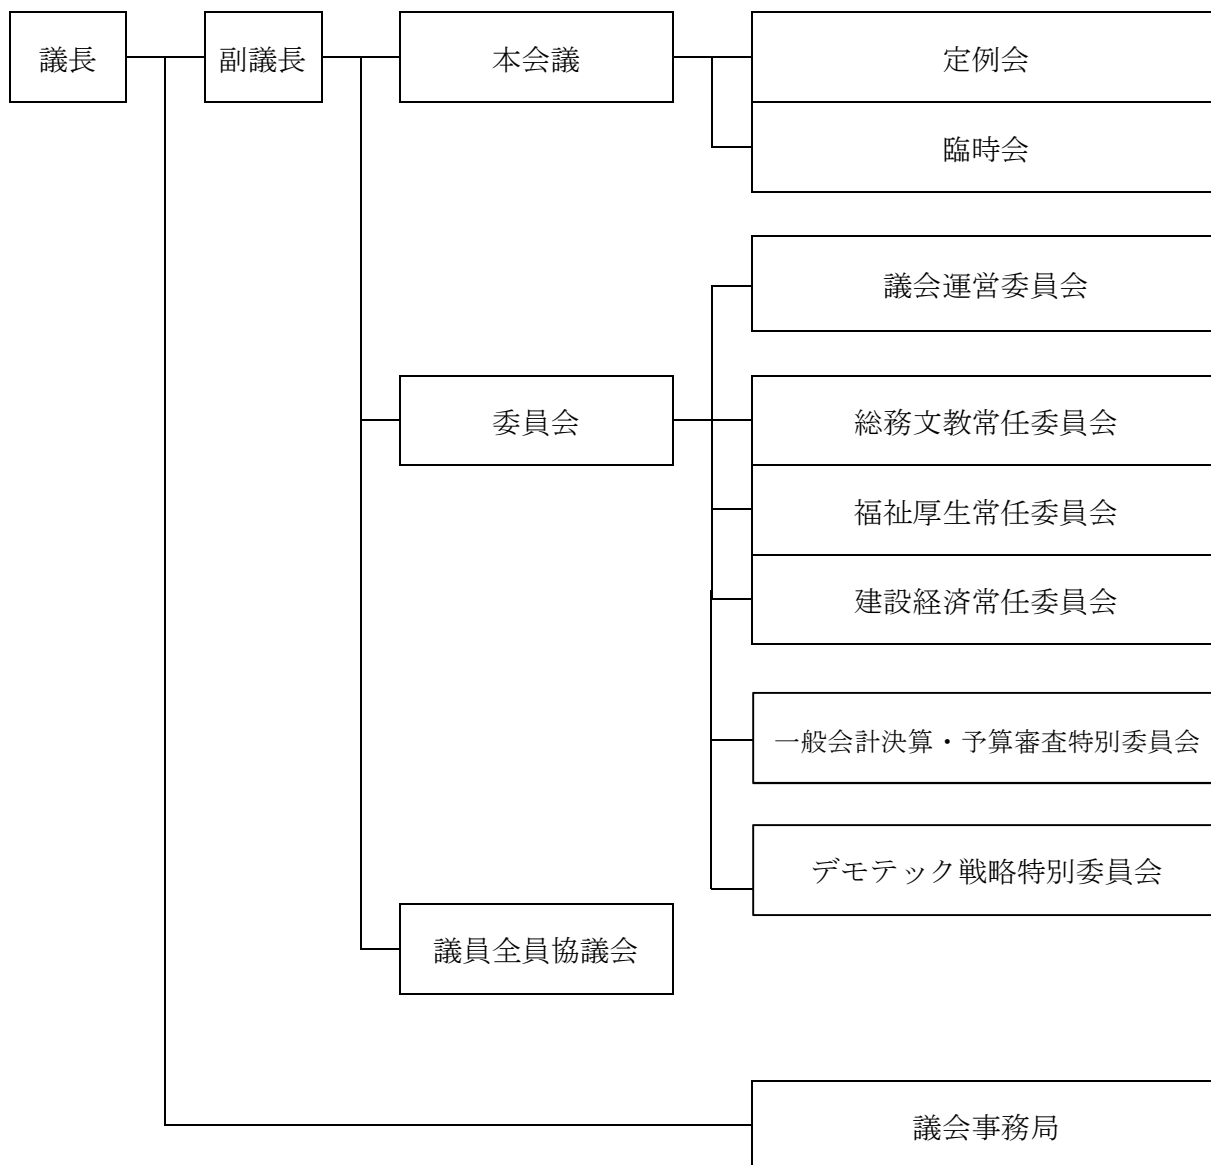 議長
副議長
本会議
定例会
臨時会
議会運営委員会
委員会
総務文教常任委員会
福祉厚生常任委員会
建設経済常任委員会
一般会計決算・予算審査特別委員会
デモテック戦略特別委員会
議員全員協議会
議会事務局